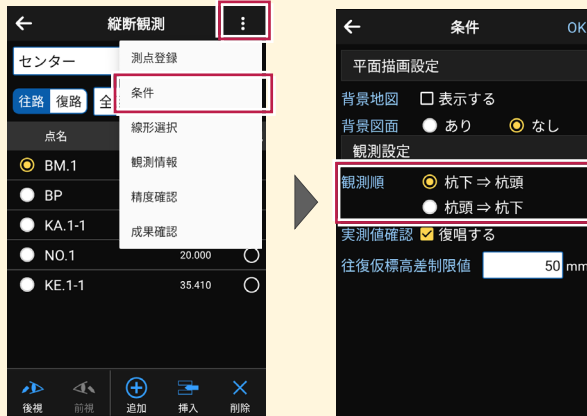 縦断観測
センター
測点登録
往路 復路 全
条件
線形選択
点名
観測情報
BM.1
精度確認
BP
成果確認
KA.1-1
NO.1 20.000
KE.1-1 35.410
後視 前視 追加 挿入 削除
条件 OK
平面描画設定
背景地図 表示する
背景図面 あり なし
観測設定
観測順 杭下⇒杭頭
杭頭⇒杭下
実測値確認 復唱する
往復仮標高差制限値 50 mm